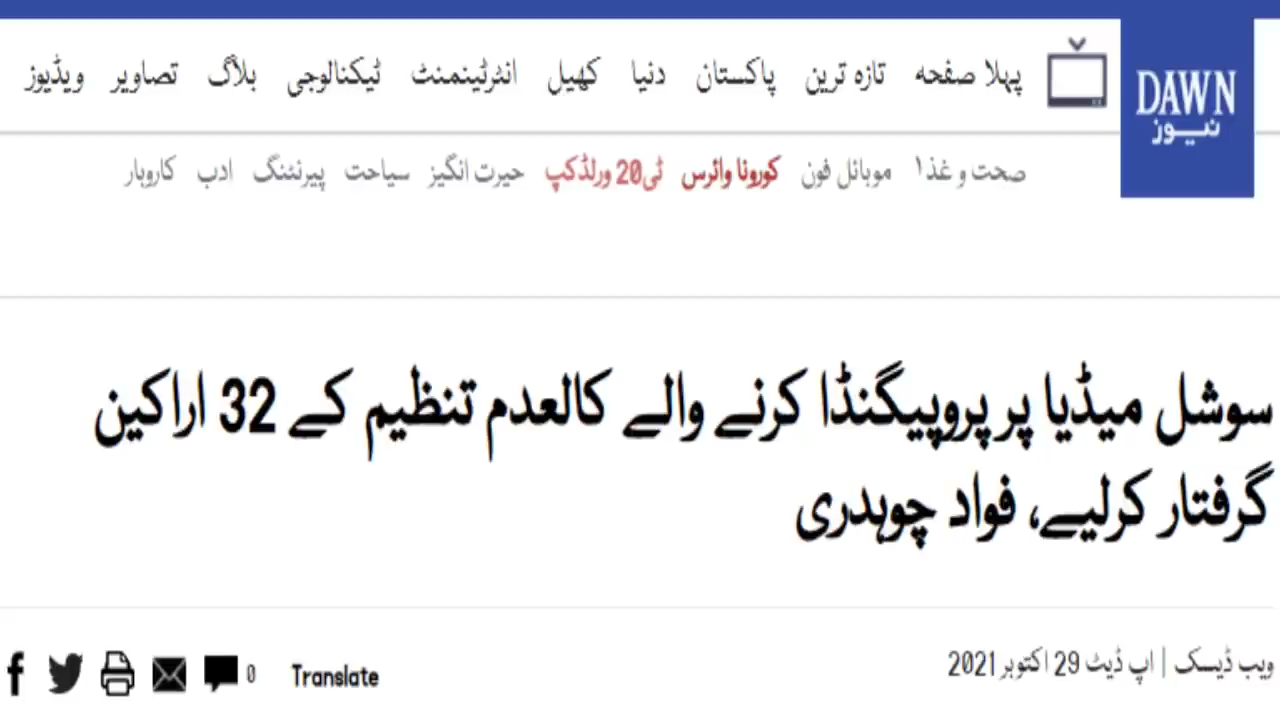 DAWN
نیوز
پہلا صفحہ تازہ ترین پاکستان دنیا کھیل انٹرٹینمنٹ ٹیکنالوجی بلاگ تصاویر ویڈیوز
صحت و غذا موبائل فون کورونا وائرس ٹی20 ورلڈکپ حیرت انگیز سیاحت پیرنٹنگ ادب کاروبار
سوشل میڈیا پر پروپیگنڈا کرنے والے کالعدم تنظیم کے 32 اراکین
گرفتار کرلیے، فواد چوہدری
ویب ڈیسک | اپ ڈیٹ 29 اکتوبر 2021
0 Translate